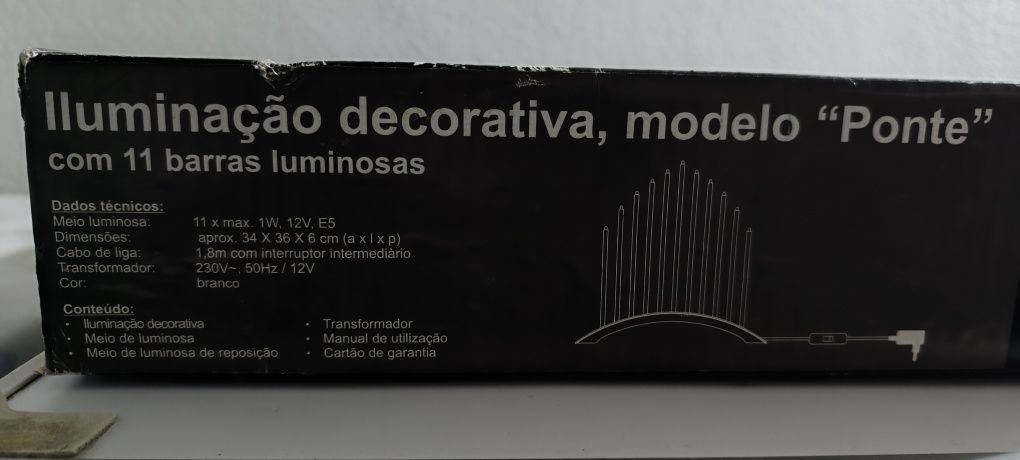 Iluminação decorativa, modelo “Ponte”
com 11 barras luminosas
Dados técnicos:
Meio luminosa: 11 x max. 1W, 12V, E5
Dimensões: aprox. 34 X 36 X 6 cm (a x l x p)
Cabo de liga: 1,8m com interruptor intermediário
Transformador: 230V~, 50Hz / 12V
Cor: branco
Conteúdo:
• Iluminação decorativa
• Meio de luminosa
• Meio de luminosa de reposição
• Transformador
• Manual de utilização
• Cartão de garantia